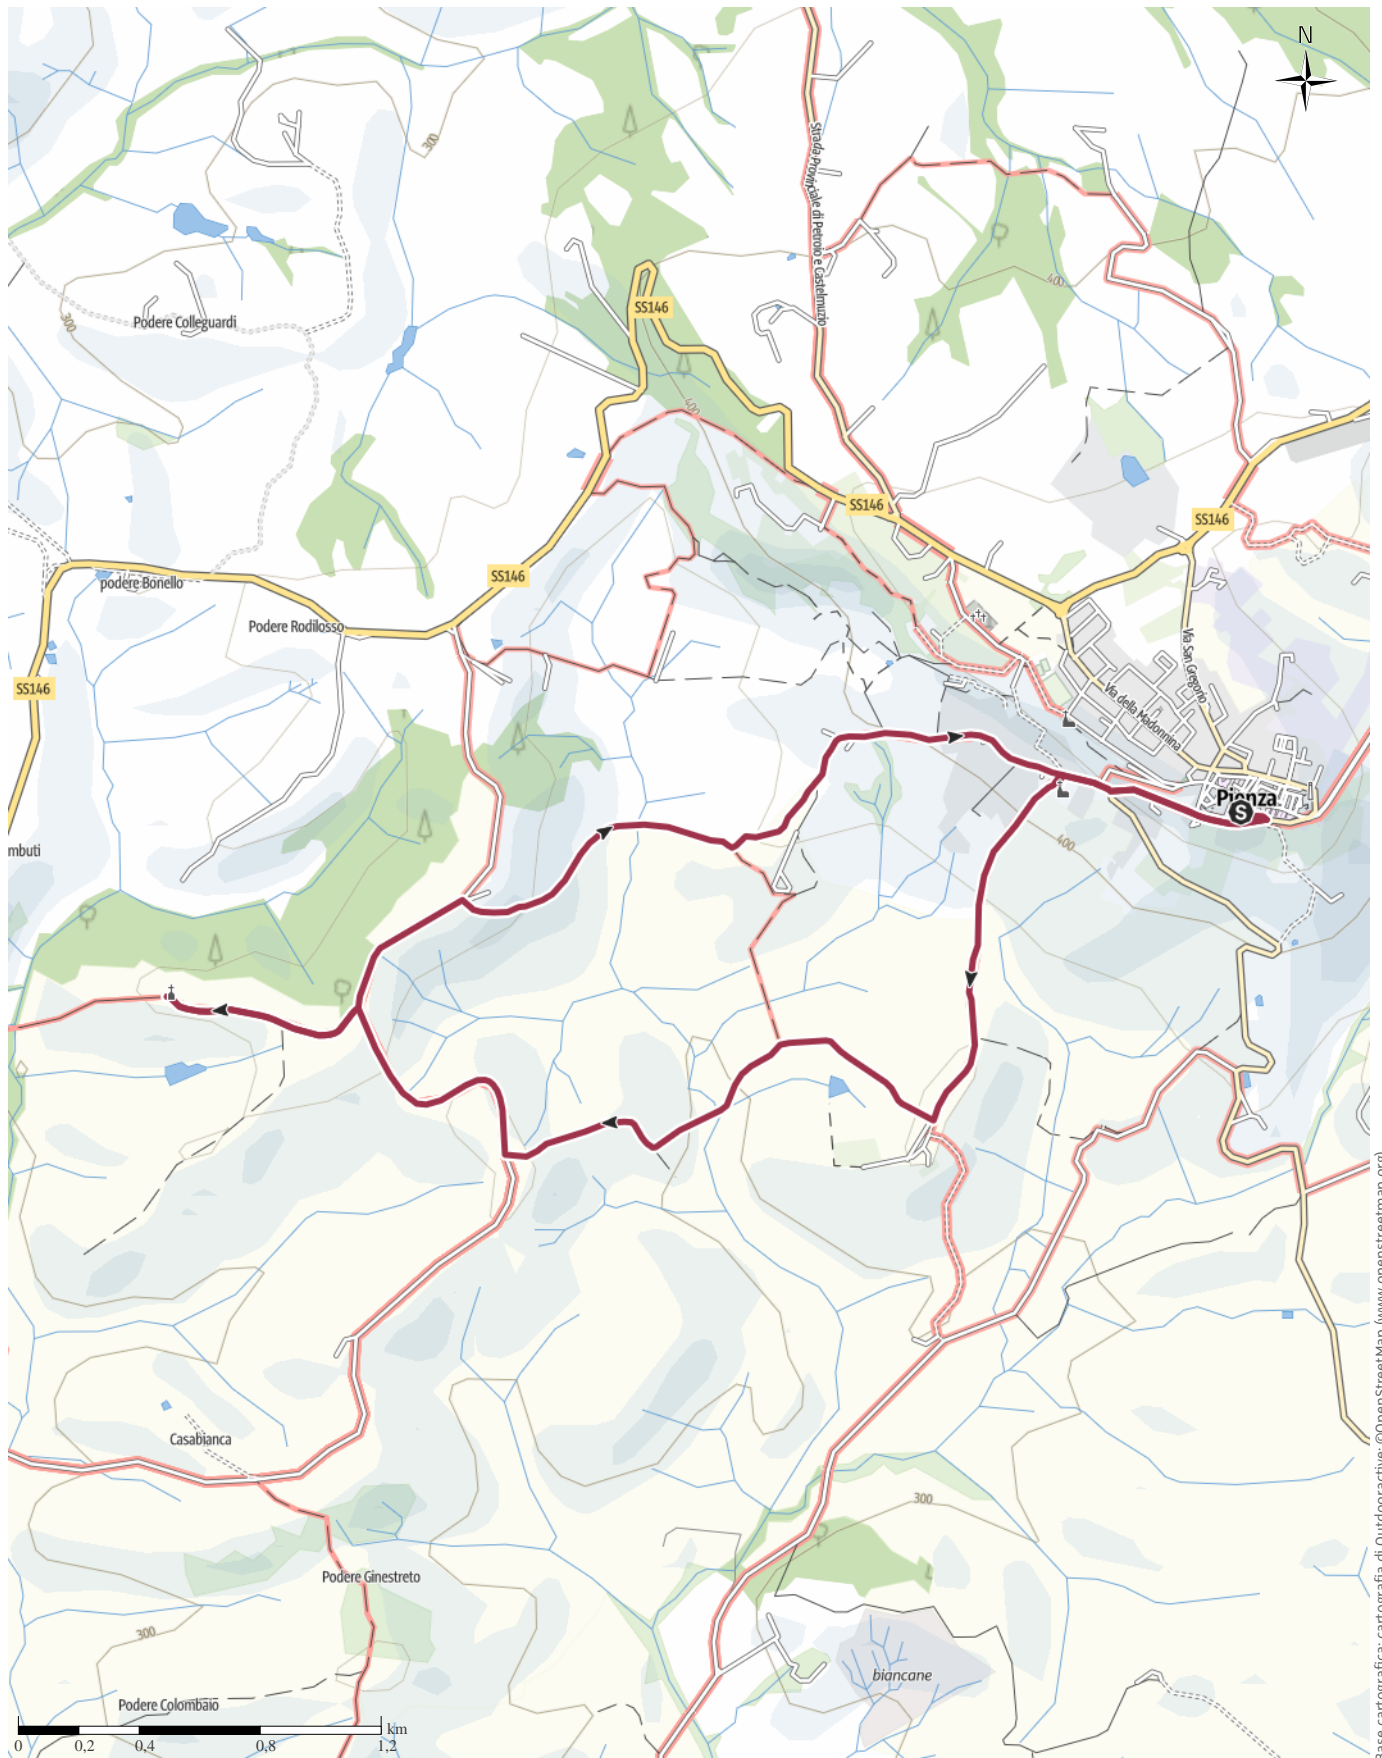 N
300
Strada Provinciale di Petroio e Castelmuzio
400
300
Podere Colleguardi
SS146
400
SS146
SS146
SS146
podere Bonello
Podere Rodilosso
SS146
Via San Gregorio
Via della Madonnina
Pienza
S
400
mbuti
Casabianca
300
Podere Ginestreto
300
biancane
Podere Colombaio
km
0 0,2 0,4 0,8 1,2
Base cartografica: cartografia di Outdooractive; ©OpenStreetMap (www.openstreetmap.org)